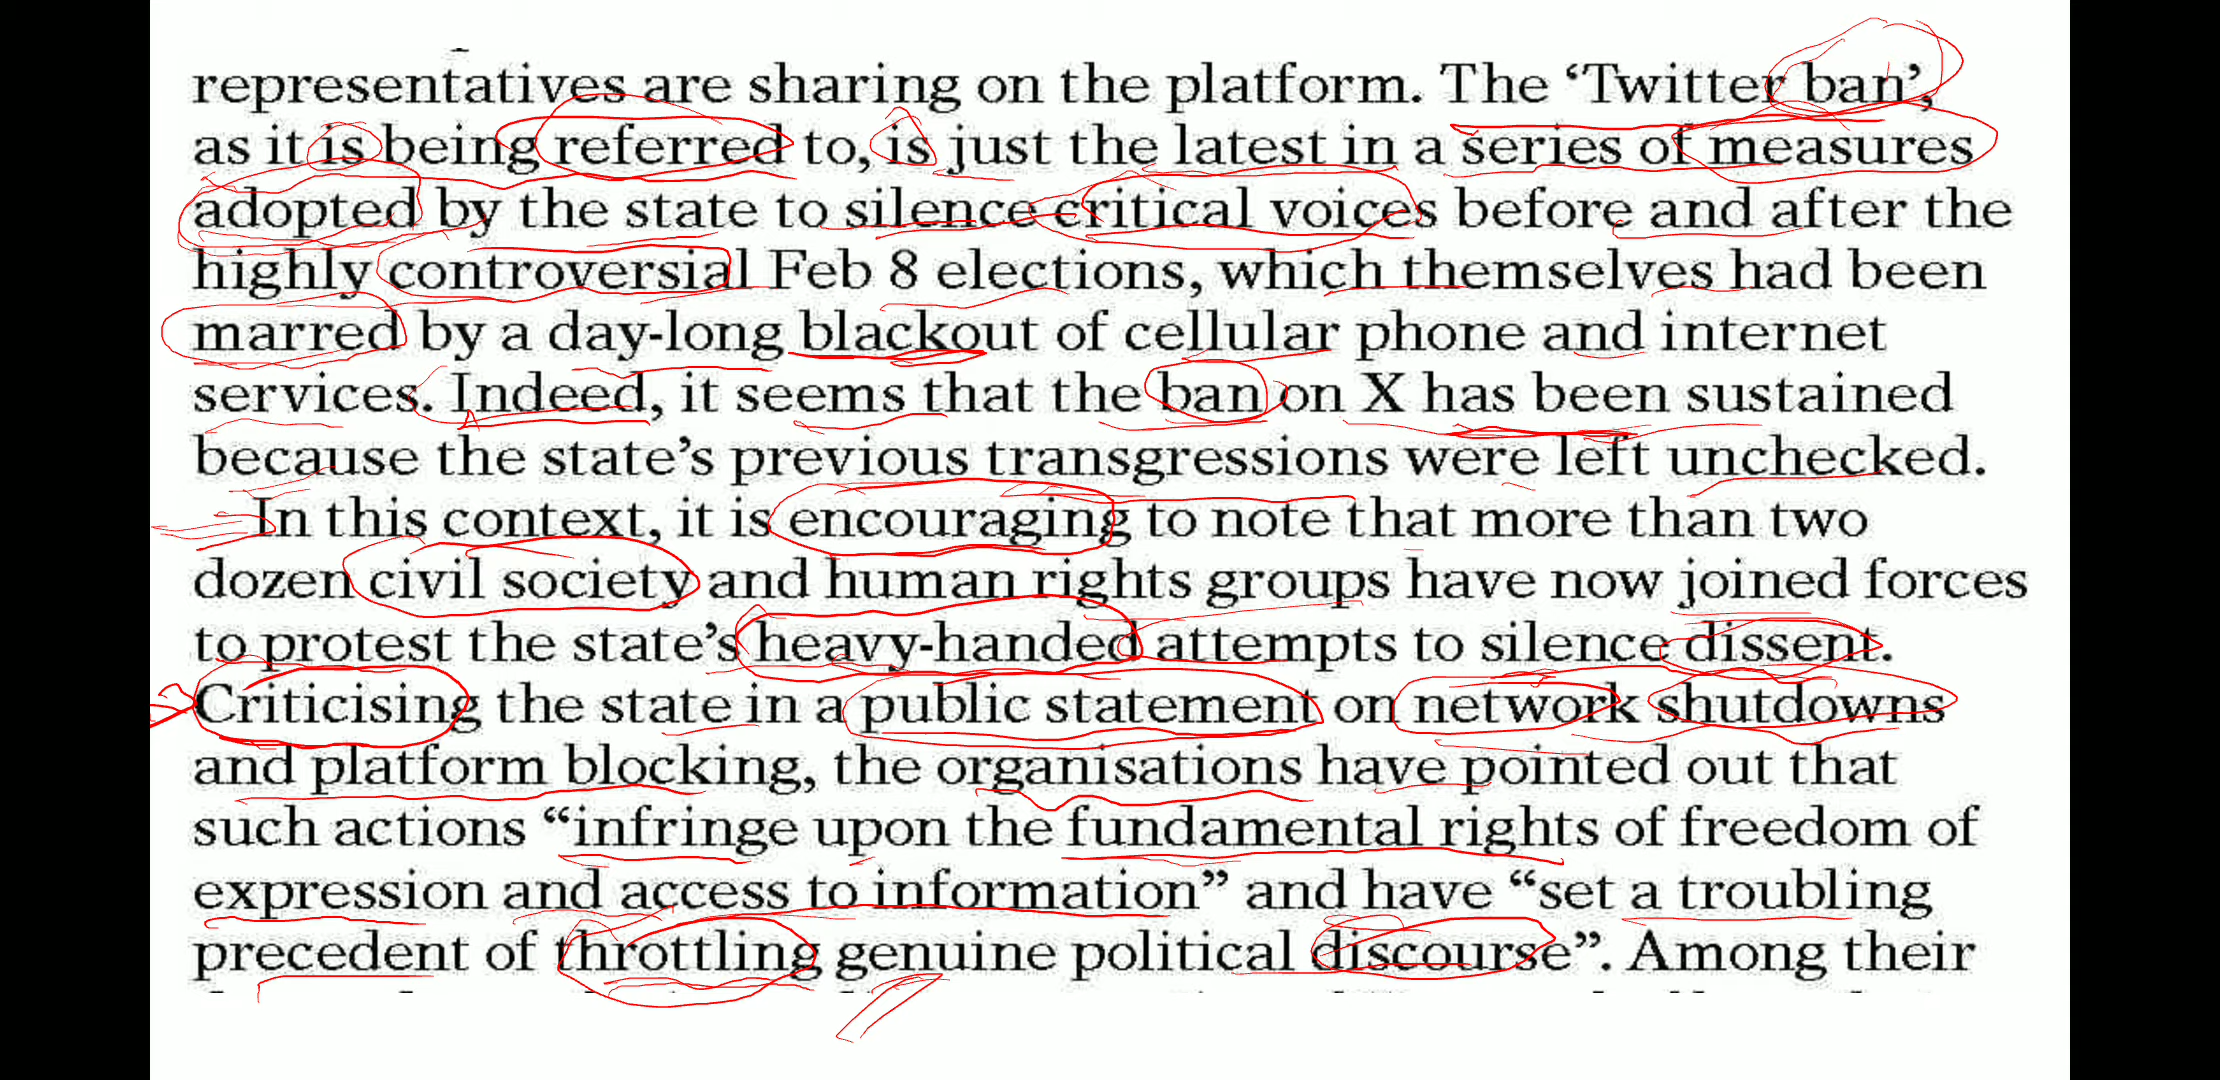 representatives are sharing on the platform. The ‘Twitter ban’,
as it is being referred to, is just the latest in a series of measures
adopted by the state to silence critical voices before and after the
highly controversial Feb 8 elections, which themselves had been
marred by a day-long blackout of cellular phone and internet
services. Indeed, it seems that the ban on X has been sustained
because the state’s previous transgressions were left unchecked.
In this context, it is encouraging to note that more than two
dozen civil society and human rights groups have now joined forces
to protest the state’s heavy-handed attempts to silence dissent.
Criticising the state in a public statement on network shutdowns
and platform blocking, the organisations have pointed out that
such actions “infringe upon the fundamental rights of freedom of
expression and access to information” and have “set a troubling
precedent of throttling genuine political discourse”. Among their